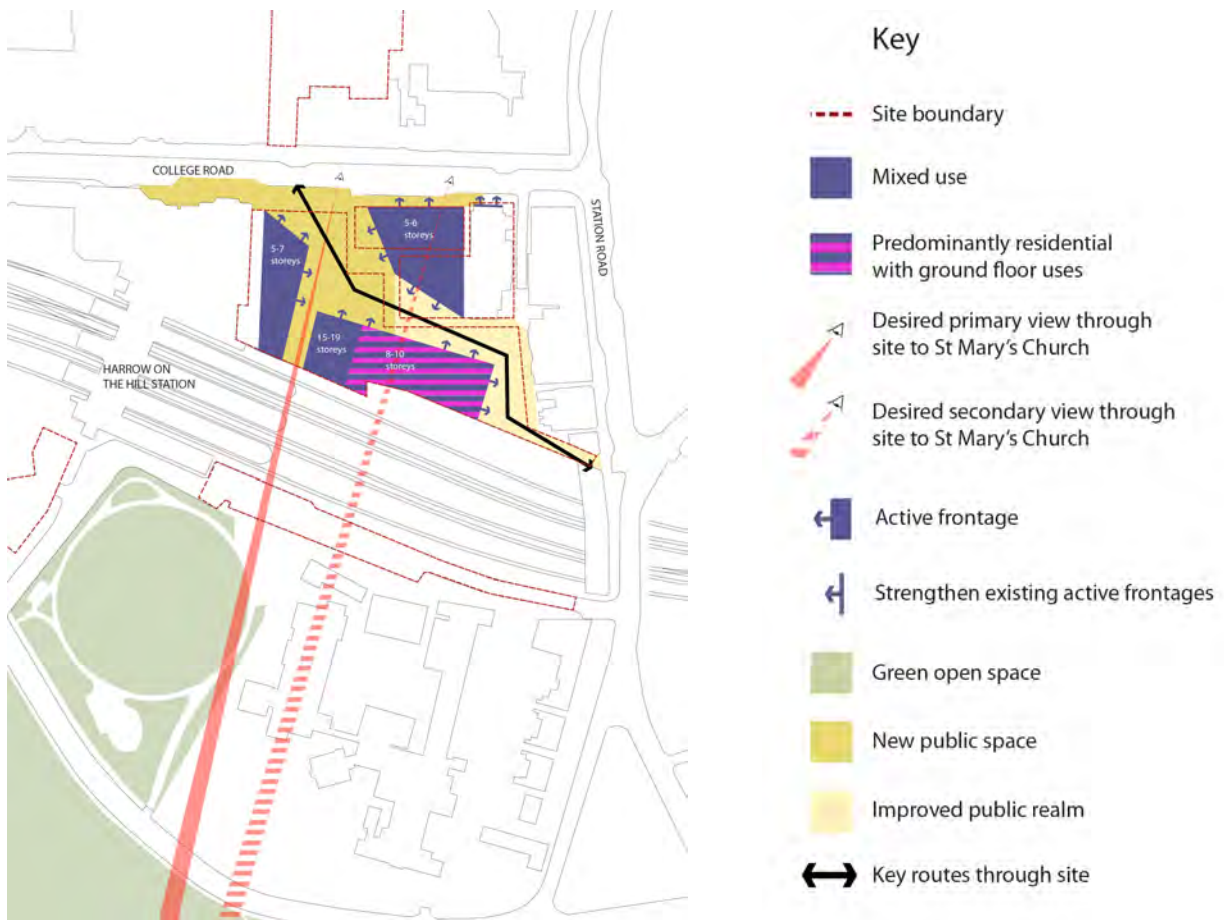 COLLEGE ROAD
STATION ROAD
5-6
storeys
5-7
storeys
15-19
storeys
8-10
storeys
HARROW ON
THE HILL STATION
Key
Site boundary
Mixed use
Predominantly residential
with ground floor uses
Desired primary view through
site to St Mary's Church
Desired secondary view through
site to St Mary's Church
Active frontage
Strengthen existing active frontages
Green open space
New public space
Improved public realm
Key routes through site